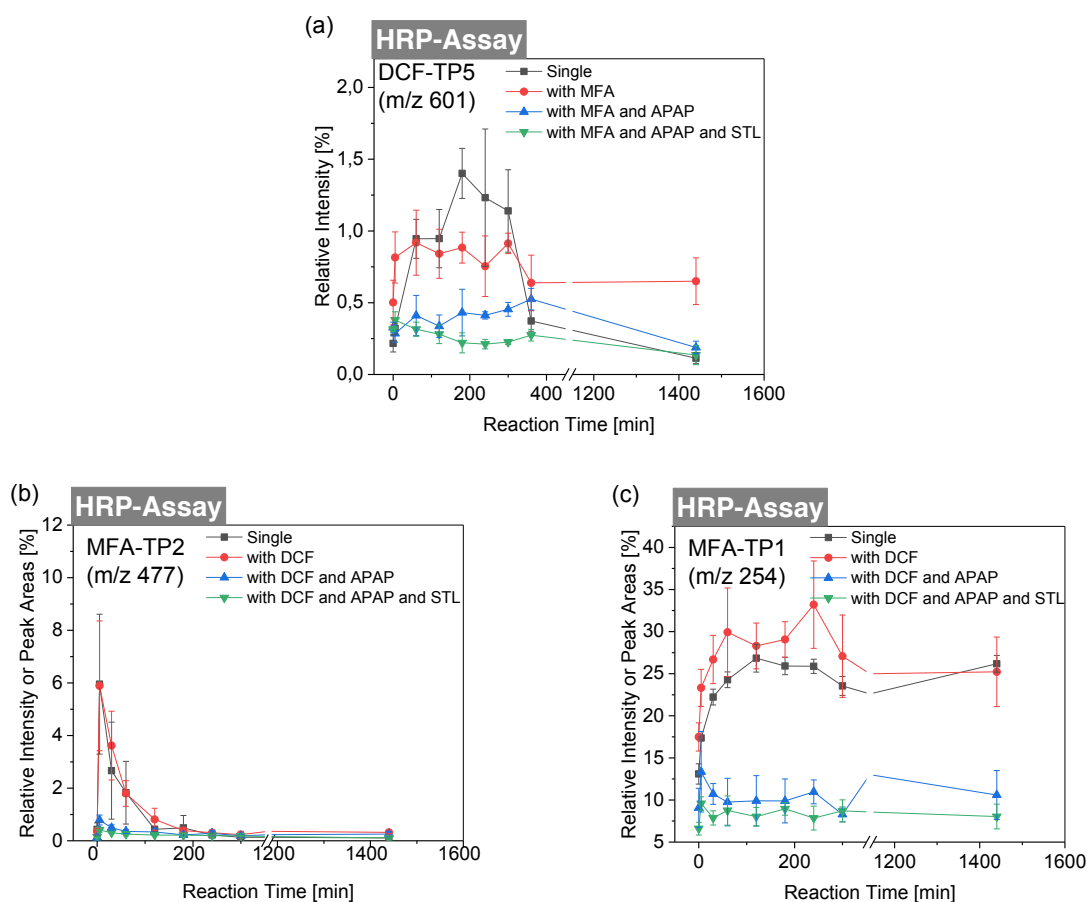 (a)
HRP-Assay
DCF-TP5
(m/z 601)
Single
with MFA
with MFA and APAP
with MFA and APAP and STL
2,0
1,5
1,0
0,5
0,0
Relative Intensity [%]
0 200 400 1200 1400 1600
Reaction Time [min]
(b)
HRP-Assay
MFA-TP2
(m/z 477)
Single
with DCF
with DCF and APAP
with DCF and APAP and STL
12
10
8
6
4
2
0
Relative Intensity or Peak Areas [%]
0 200 1200 1400 1600
Reaction Time [min]
(c)
HRP-Assay
MFA-TP1
(m/z 254)
Single
with DCF
with DCF and APAP
with DCF and APAP and STL
40
35
30
25
20
15
10
5
Relative Intensity or Peak Areas [%]
0 200 1200 1400 1600
Reaction Time [min]